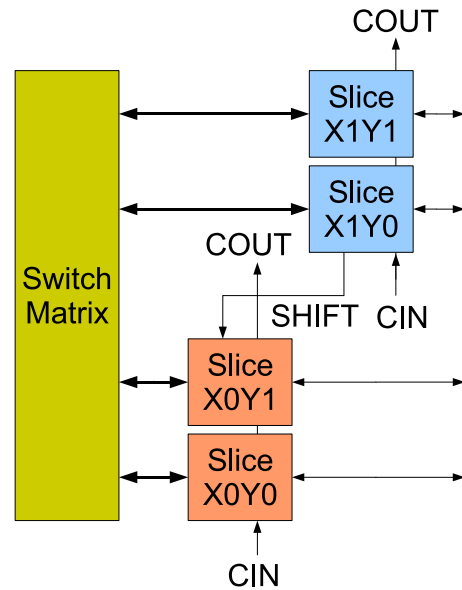 COUT
Slice
X1Y1
Slice
X1Y0
COUT
Switch
Matrix
SHIFT
CIN
Slice
X0Y1
Slice
X0Y0
CIN